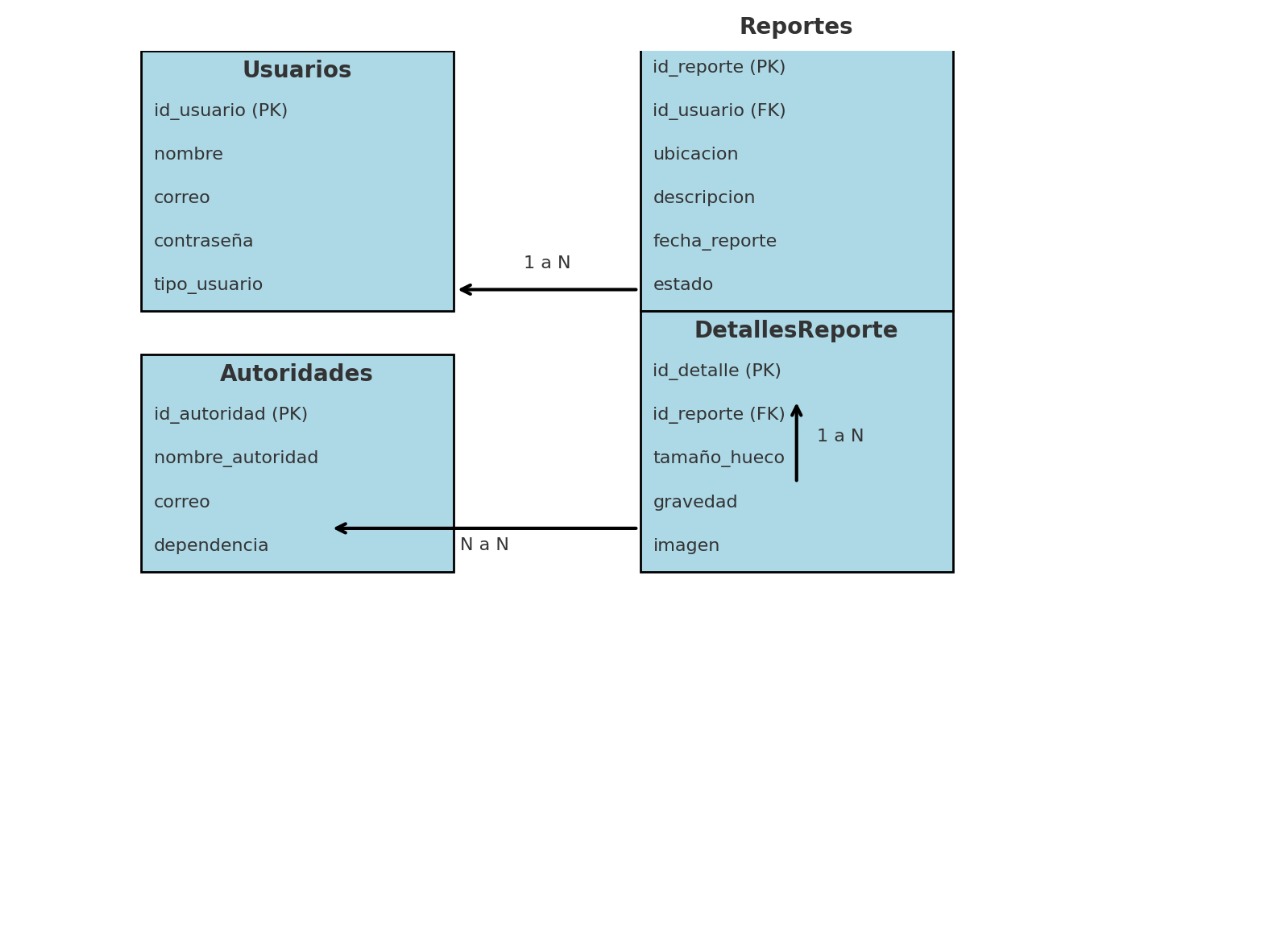 Usuarios
id_usuario (PK)
nombre
correo
contraseña
tipo_usuario
Reportes
id_reporte (PK)
id_usuario (FK)
ubicacion
descripcion
fecha_reporte
estado
1 a N
Autoridades
id_autoridad (PK)
nombre_autoridad
correo
dependencia
DetallesReporte
id_detalle (PK)
id_reporte (FK)
tamaño_hueco
gravedad
imagen
1 a N
N a N